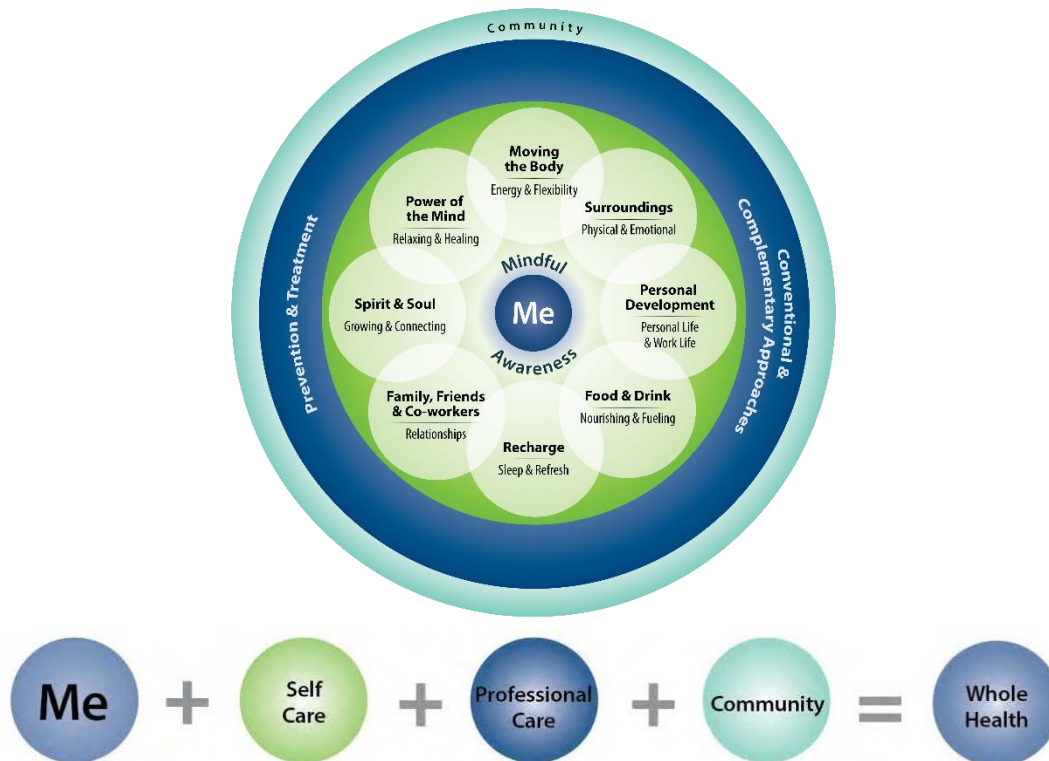 Community
Prevention & Treatment
Conventional &
Complementary Approaches
Moving
the Body
Energy & Flexibility
Surroundings
Physical & Emotional
Personal
Development
Personal Life
& Work Life
Food & Drink
Nourishing & Fueling
Recharge
Sleep & Refresh
Family, Friends
& Co-workers
Relationships
Spirit & Soul
Growing & Connecting
Power of
the Mind
Relaxing & Healing
Mindful
Me
Awareness
Me + Self Care + Professional Care + Community = Whole Health